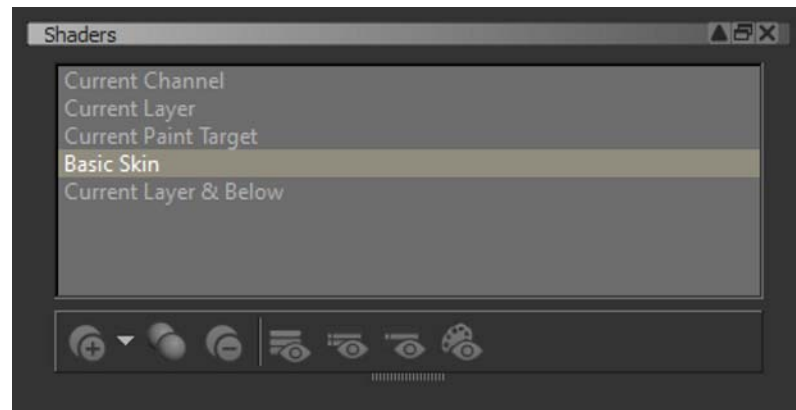 Shaders
Current Channel
Current Layer
Current Paint Target
Basic Skin
Current Layer & Below